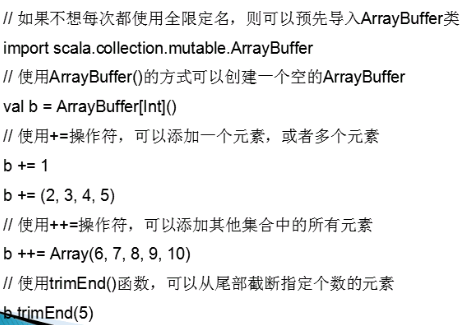 // 如果不想每次都使用全限定名，则可以预先导入ArrayBuffer类
import scala.collection.mutable.ArrayBuffer
// 使用ArrayBuffer()的方式可以创建一个空的ArrayBuffer
val b = ArrayBuffer[Int]()
// 使用+=操作符，可以添加一个元素，或者多个元素
b += 1
b += (2, 3, 4, 5)
// 使用++=操作符，可以添加其他集合中的所有元素
b ++= Array(6, 7, 8, 9, 10)
// 使用trimEnd()函数，可以从尾部截断指定个数的元素
b.trimEnd(5)